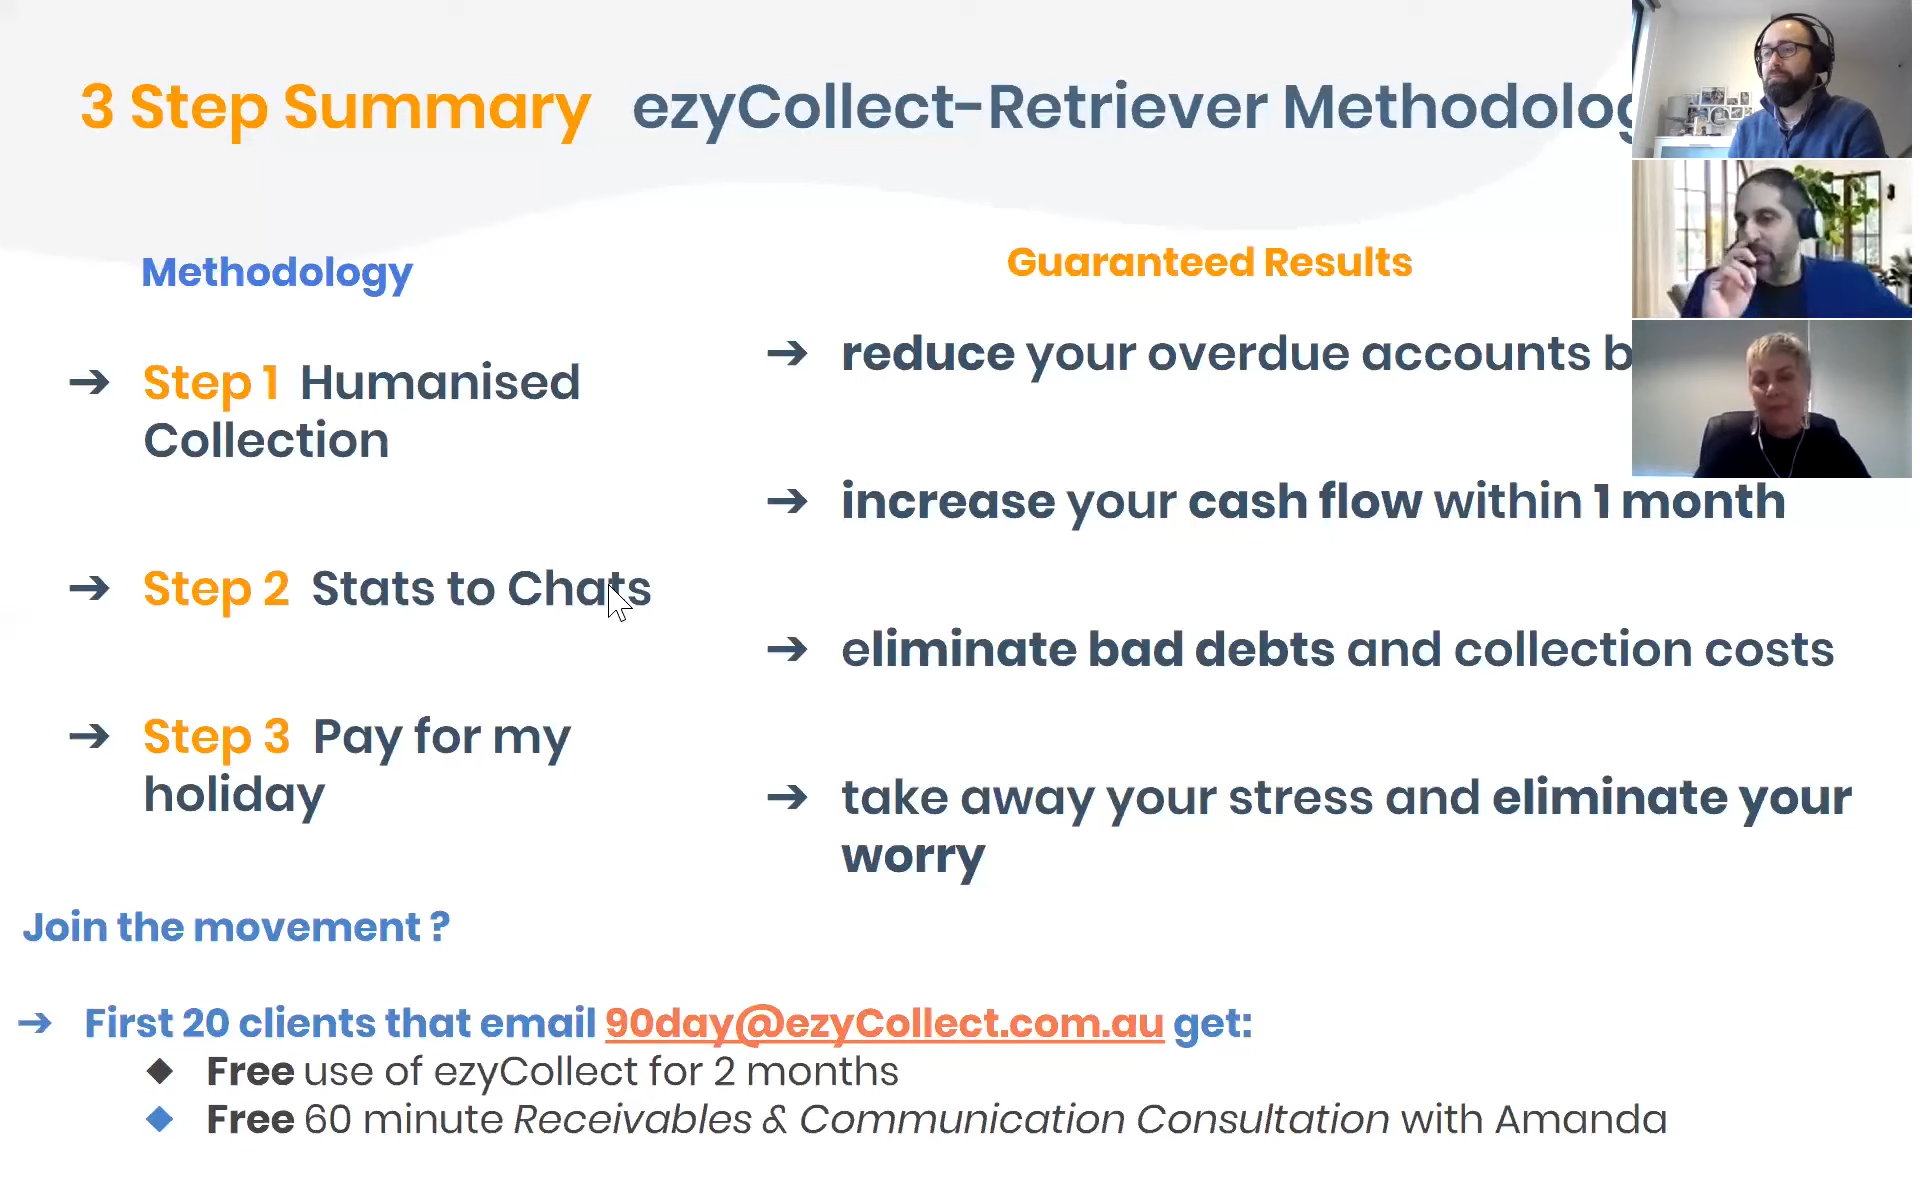 3 Step Summary ezyCollect-Retriever
Methodology
Guaranteed Results
➔ Step 1 Humanised
Collection
➔ Step 2 Stats to Chats
➔ Step 3 Pay for my
holiday
➔ reduce your overdue accounts
➔ increase your cash flow within 1 month
➔ eliminate bad debts and collection costs
➔ take away your stress and eliminate your
worry
Join the movement ?
➔ First 20 clients that email 90day@ezyCollect.com.au get:
◆ Free use of ezyCollect for 2 months
◆ Free 60 minute Receivables & Communication Consultation with Amanda